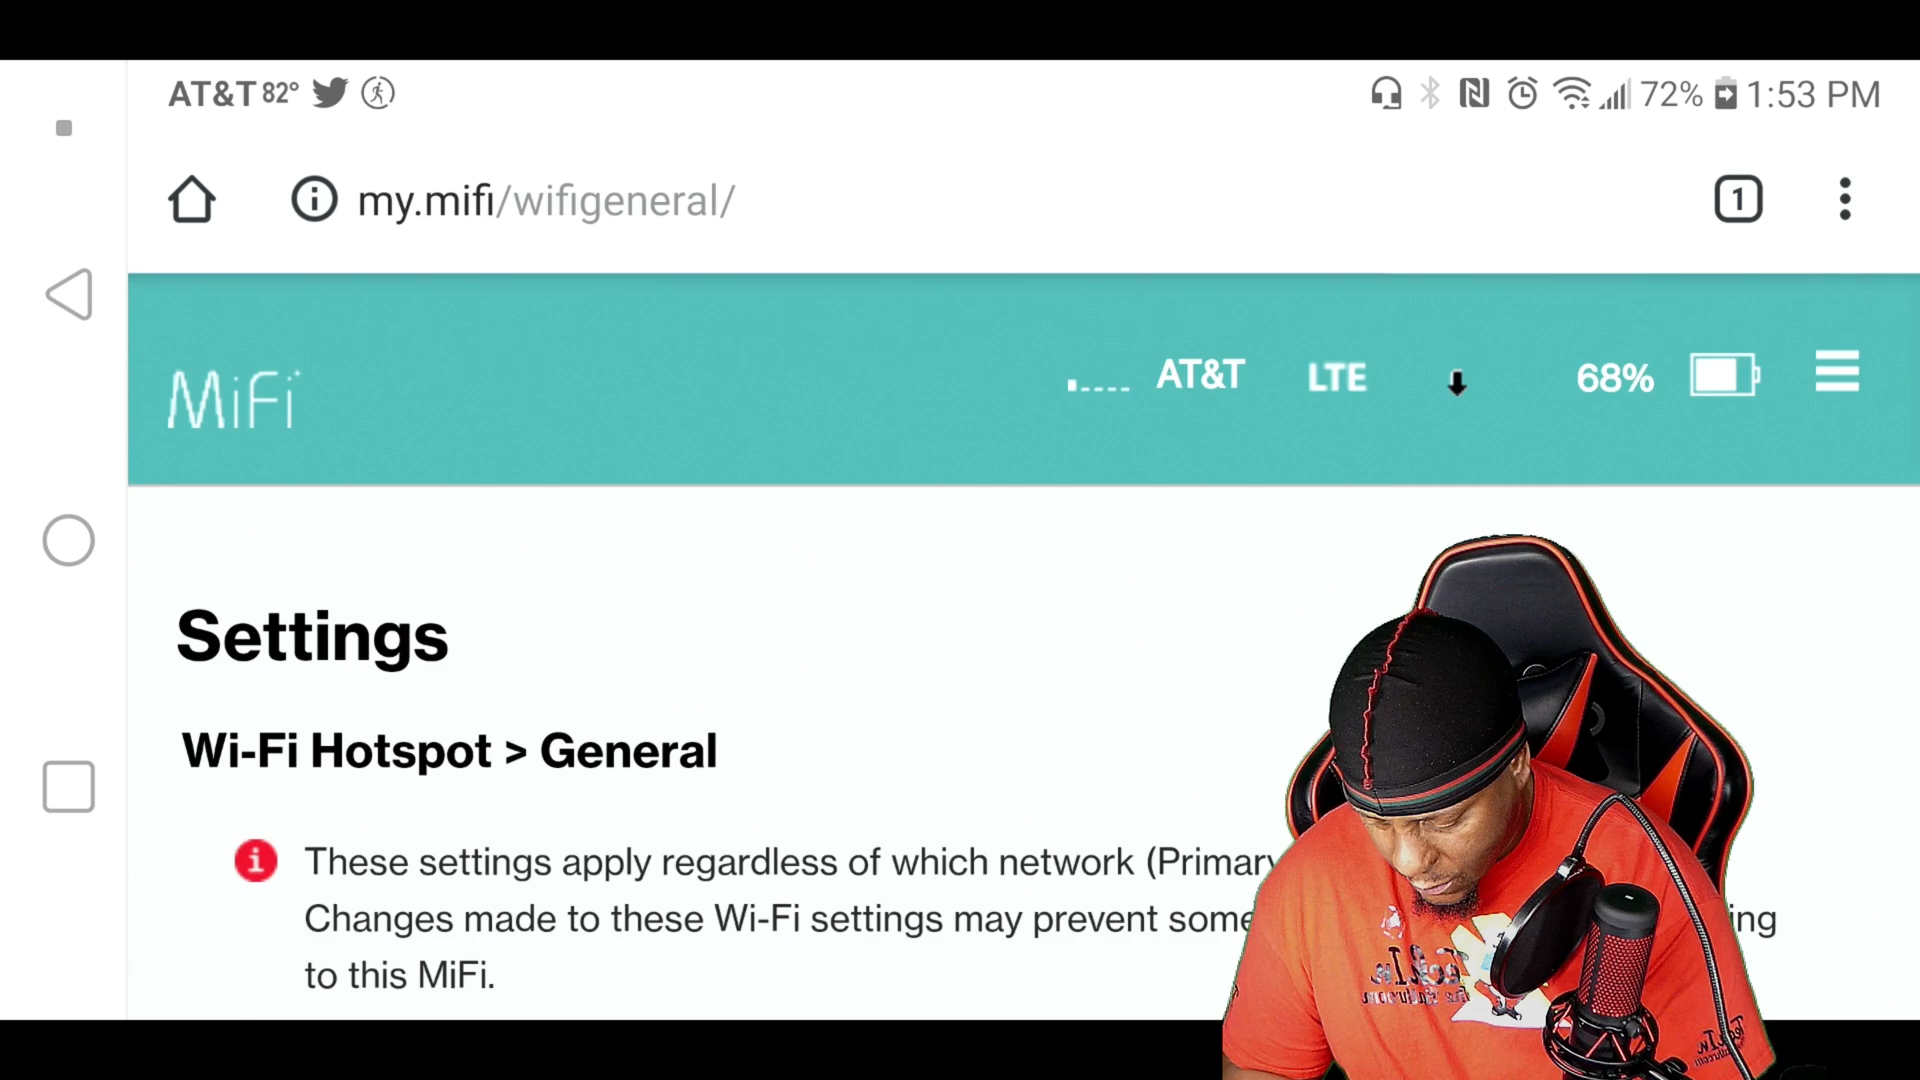 AT&T 82°
72% 1:53 PM
my.mifi/wifigeneral/
1
MiFi
AT&T LTE 68%
Settings
Wi-Fi Hotspot > General
These settings apply regardless of which network (Primary
Changes made to these Wi-Fi settings may prevent some ing
to this MiFi.